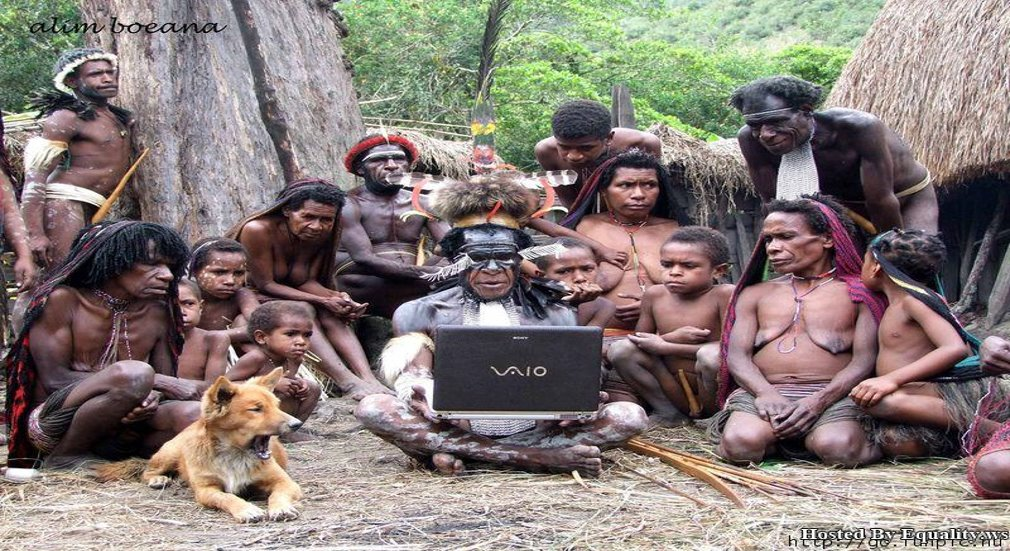 alim boeana
SONY
VAIO
Hosted By Equality.ws